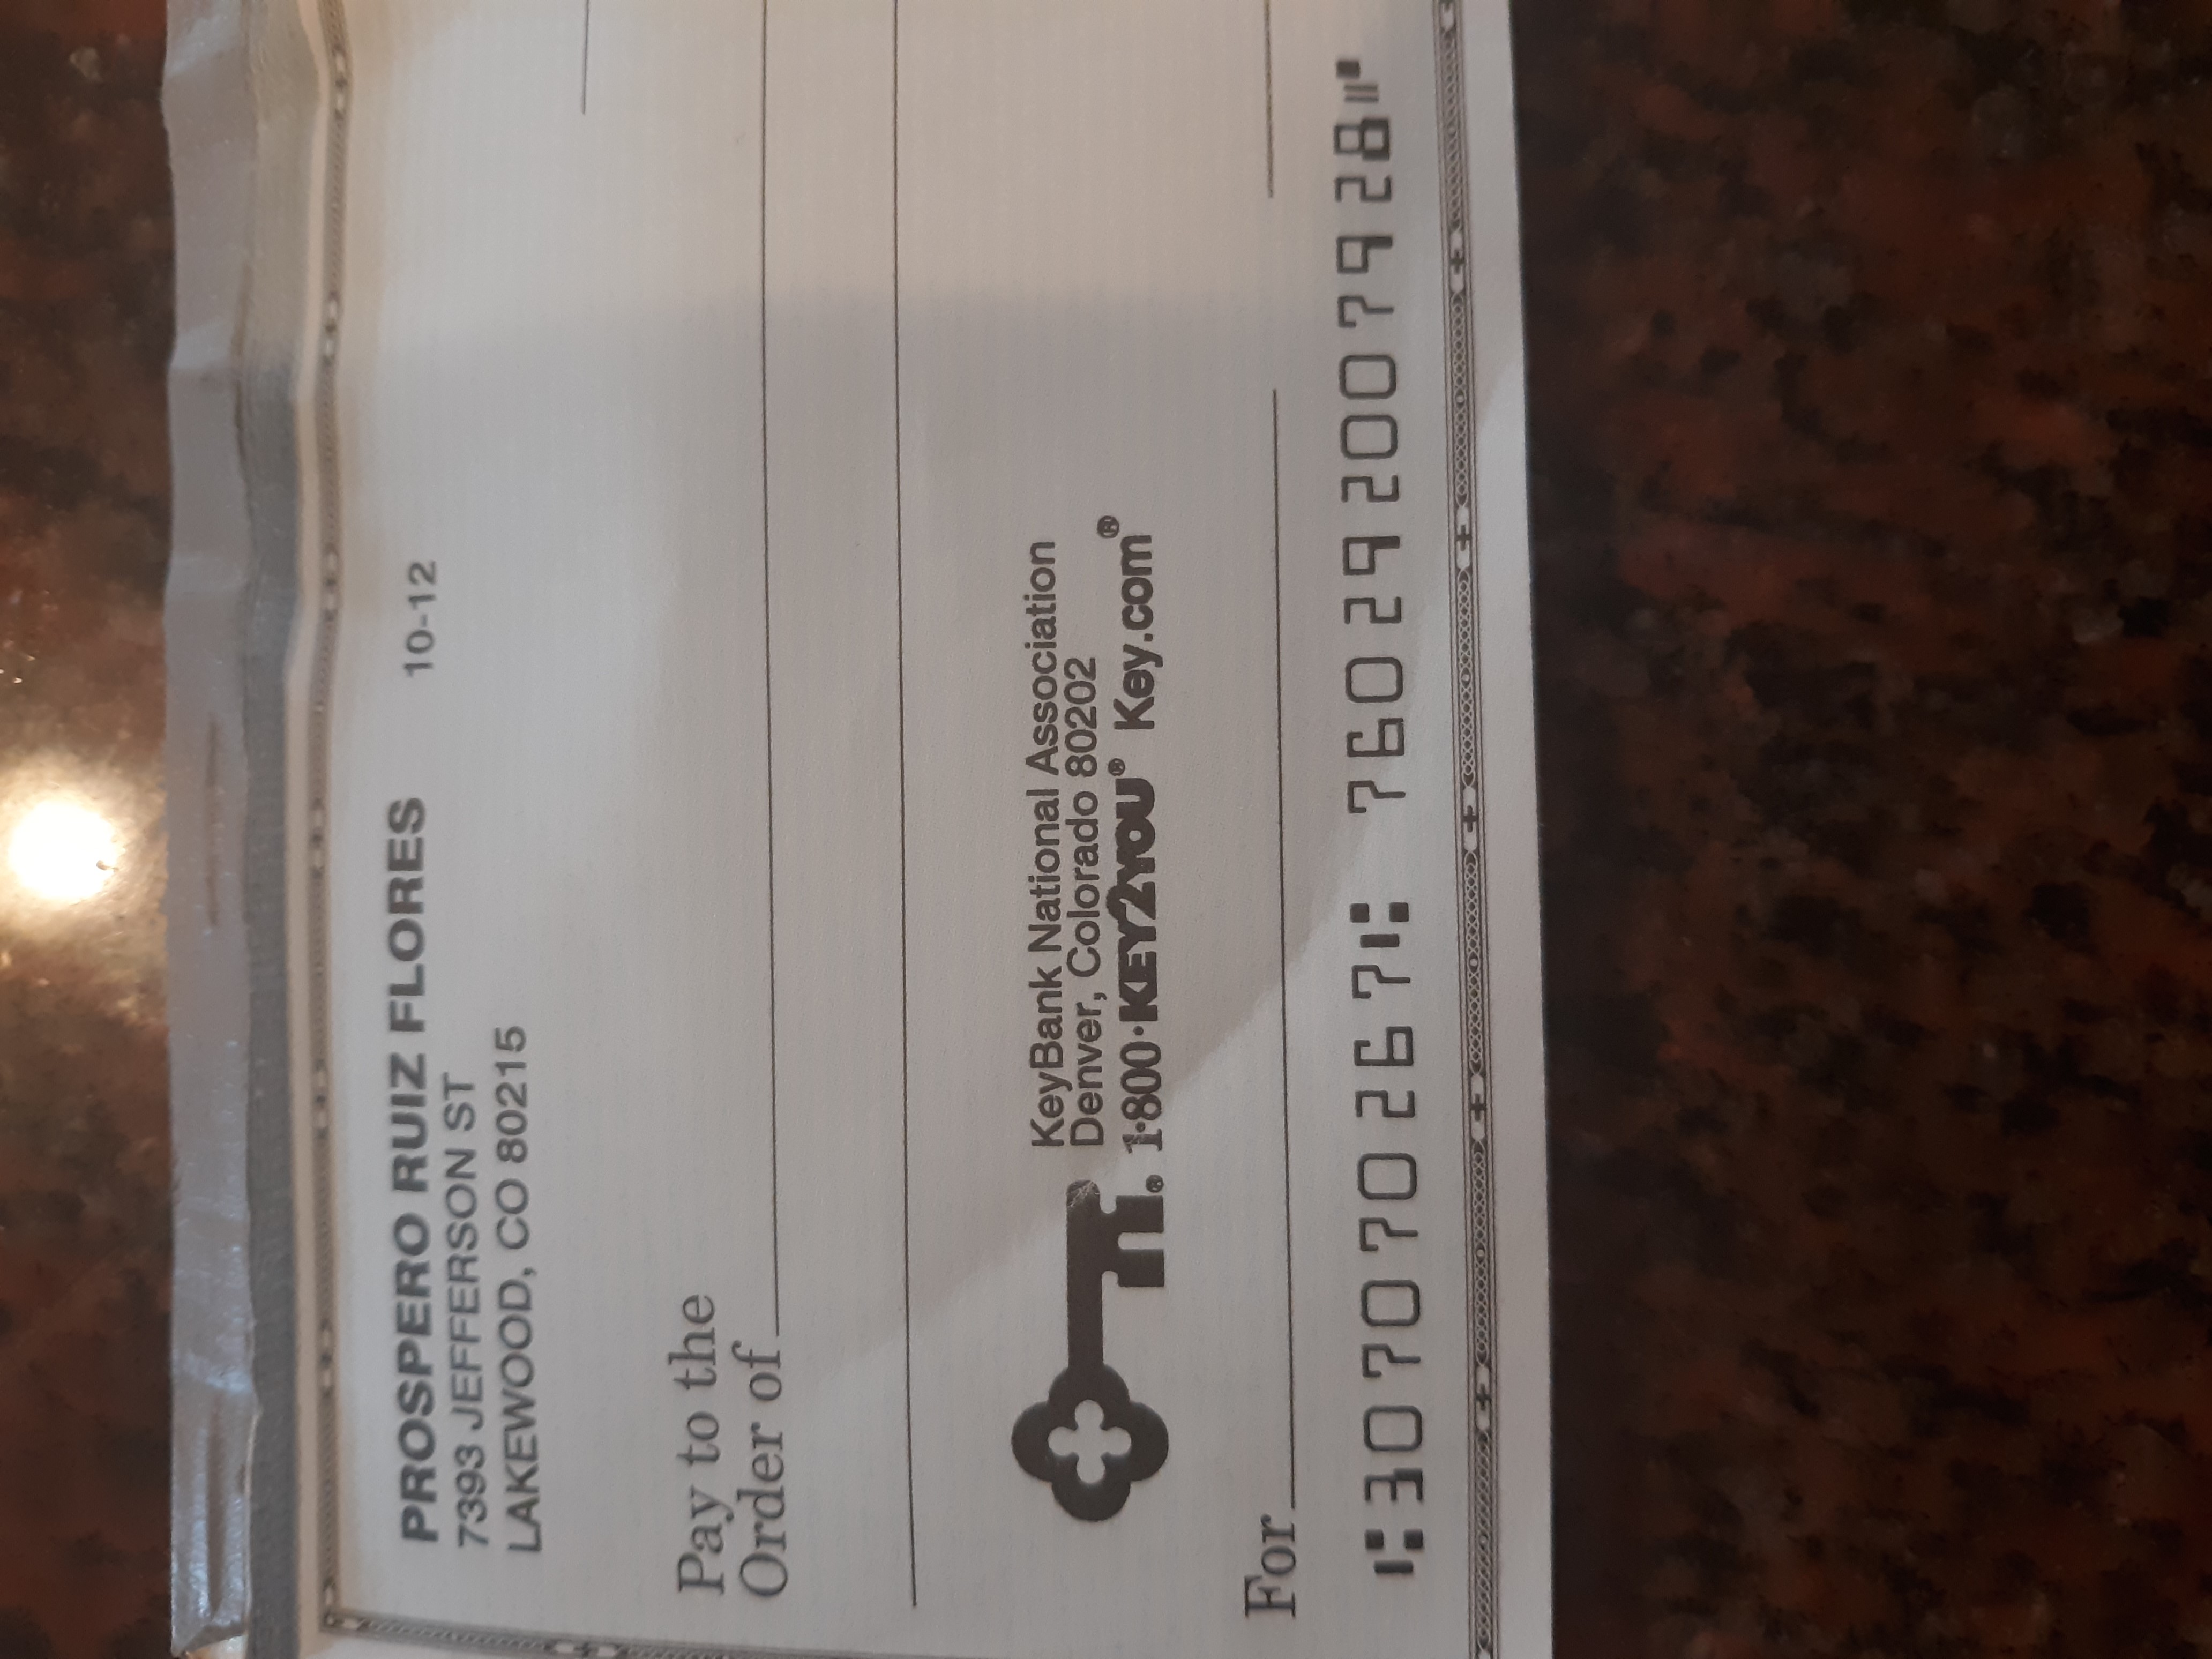 PROSPERO RUIZ FLORES 10-12
7393 JEFFERSON ST
LAKEWOOD, CO 80215
Pay to the
Order of
KeyBank National Association
Denver, Colorado 80202
1·800·KEY2YOU® Key.com®
For
⑆307070267⑆ 760292007928⑈